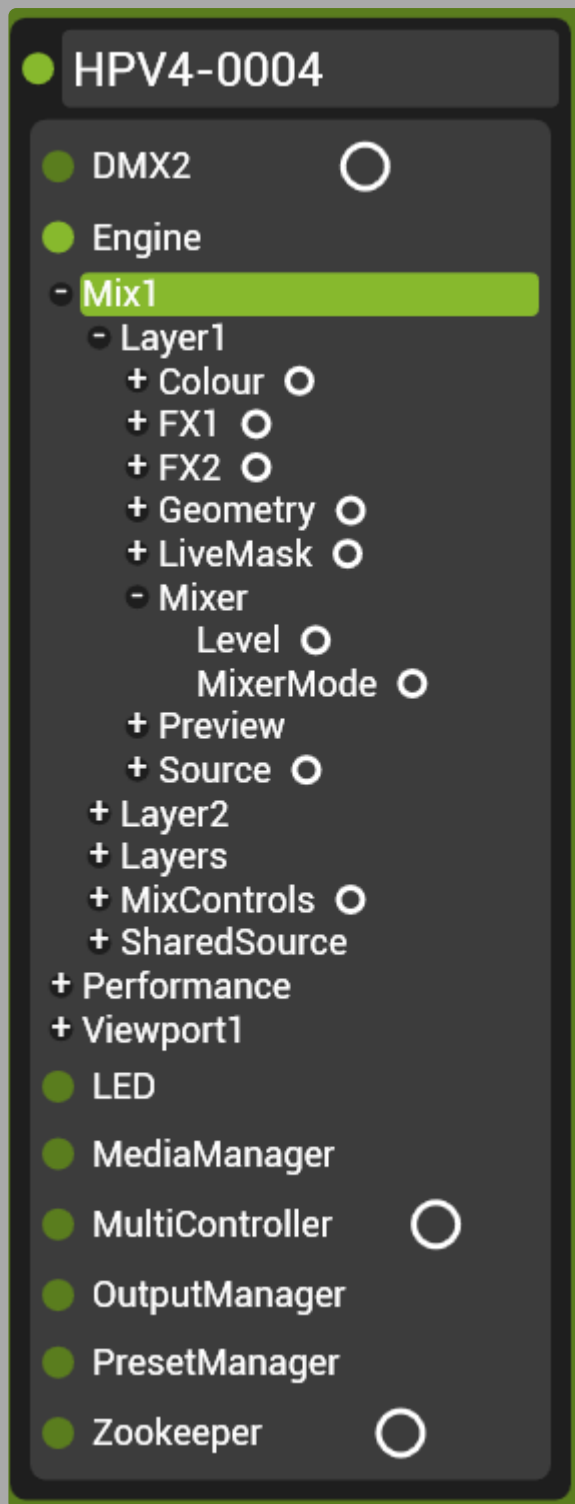 HPV4-0004
DMX2
Engine
- Mix1
- Layer1
+ Colour
+ FX1
+ FX2
+ Geometry
+ LiveMask
- Mixer
Level
MixerMode
+ Preview
+ Source
+ Layer2
+ Layers
+ MixControls
+ SharedSource
+ Performance
+ Viewport1
LED
MediaManager
MultiController
OutputManager
PresetManager
Zookeeper